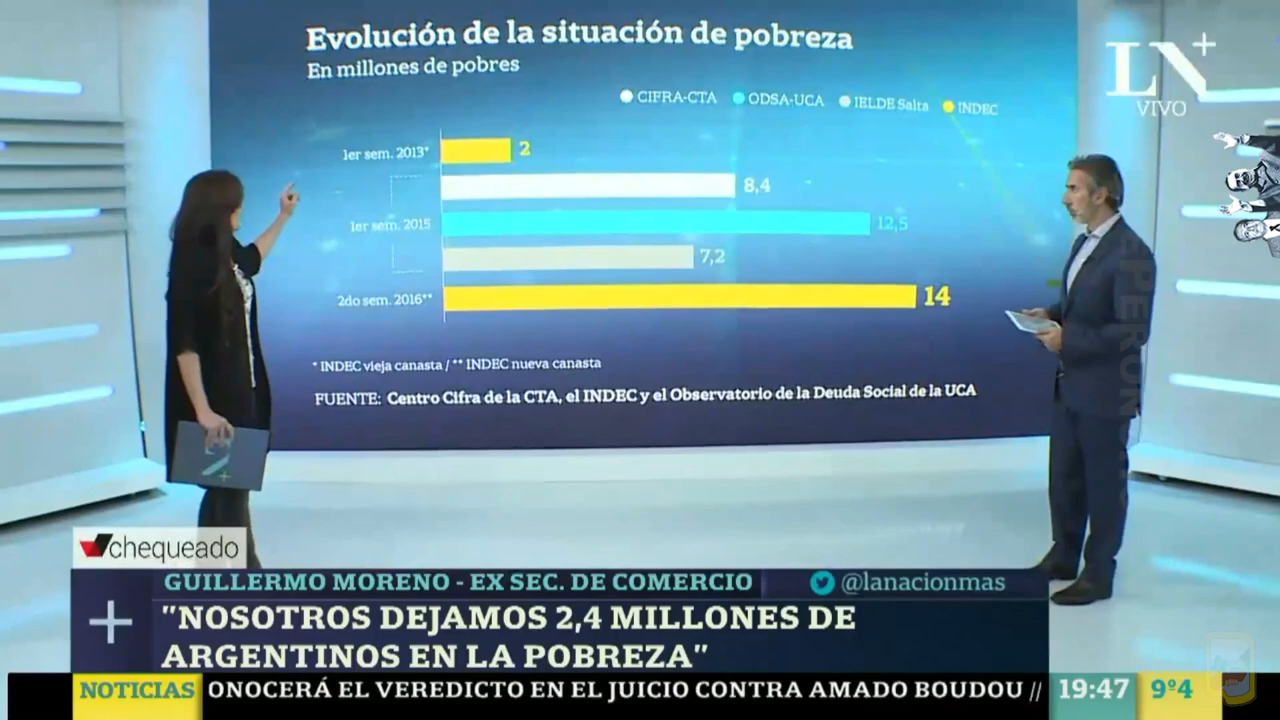 Evolución de la situación de pobreza
En millones de pobres
LN+
VIVO
CIFRA-CTA ODSA-UCA IELDE Salta INDEC
1er sem. 2013* 2
8,4
1er sem. 2015 12,5
7,2
2do sem. 2016** 14
* INDEC vieja canasta / ** INDEC nueva canasta
FUENTE: Centro Cifra de la CTA, el INDEC y el Observatorio de la Deuda Social de la UCA
PERON
chequeado
GUILLERMO MORENO - EX SEC. DE COMERCIO @lanacionmas
"NOSOTROS DEJAMOS 2,4 MILLONES DE
ARGENTINOS EN LA POBREZA"
NOTICIAS ONOCERÁ EL VEREDICTO EN EL JUICIO CONTRA AMADO BOUDOU // 19:47 9º4